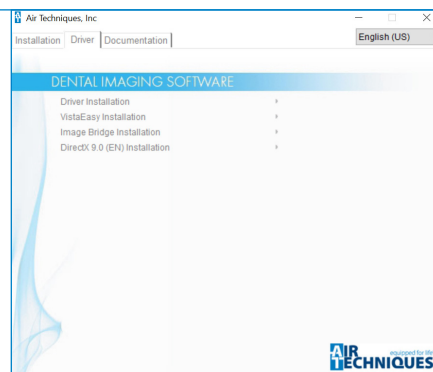 Air Techniques, Inc
Installation Driver Documentation
English (US)
DENTAL IMAGING SOFTWARE
Driver Installation
VistaEasy Installation
Image Bridge Installation
DirectX 9.0 (EN) Installation
AIR equipped for life
TECHNIQUES